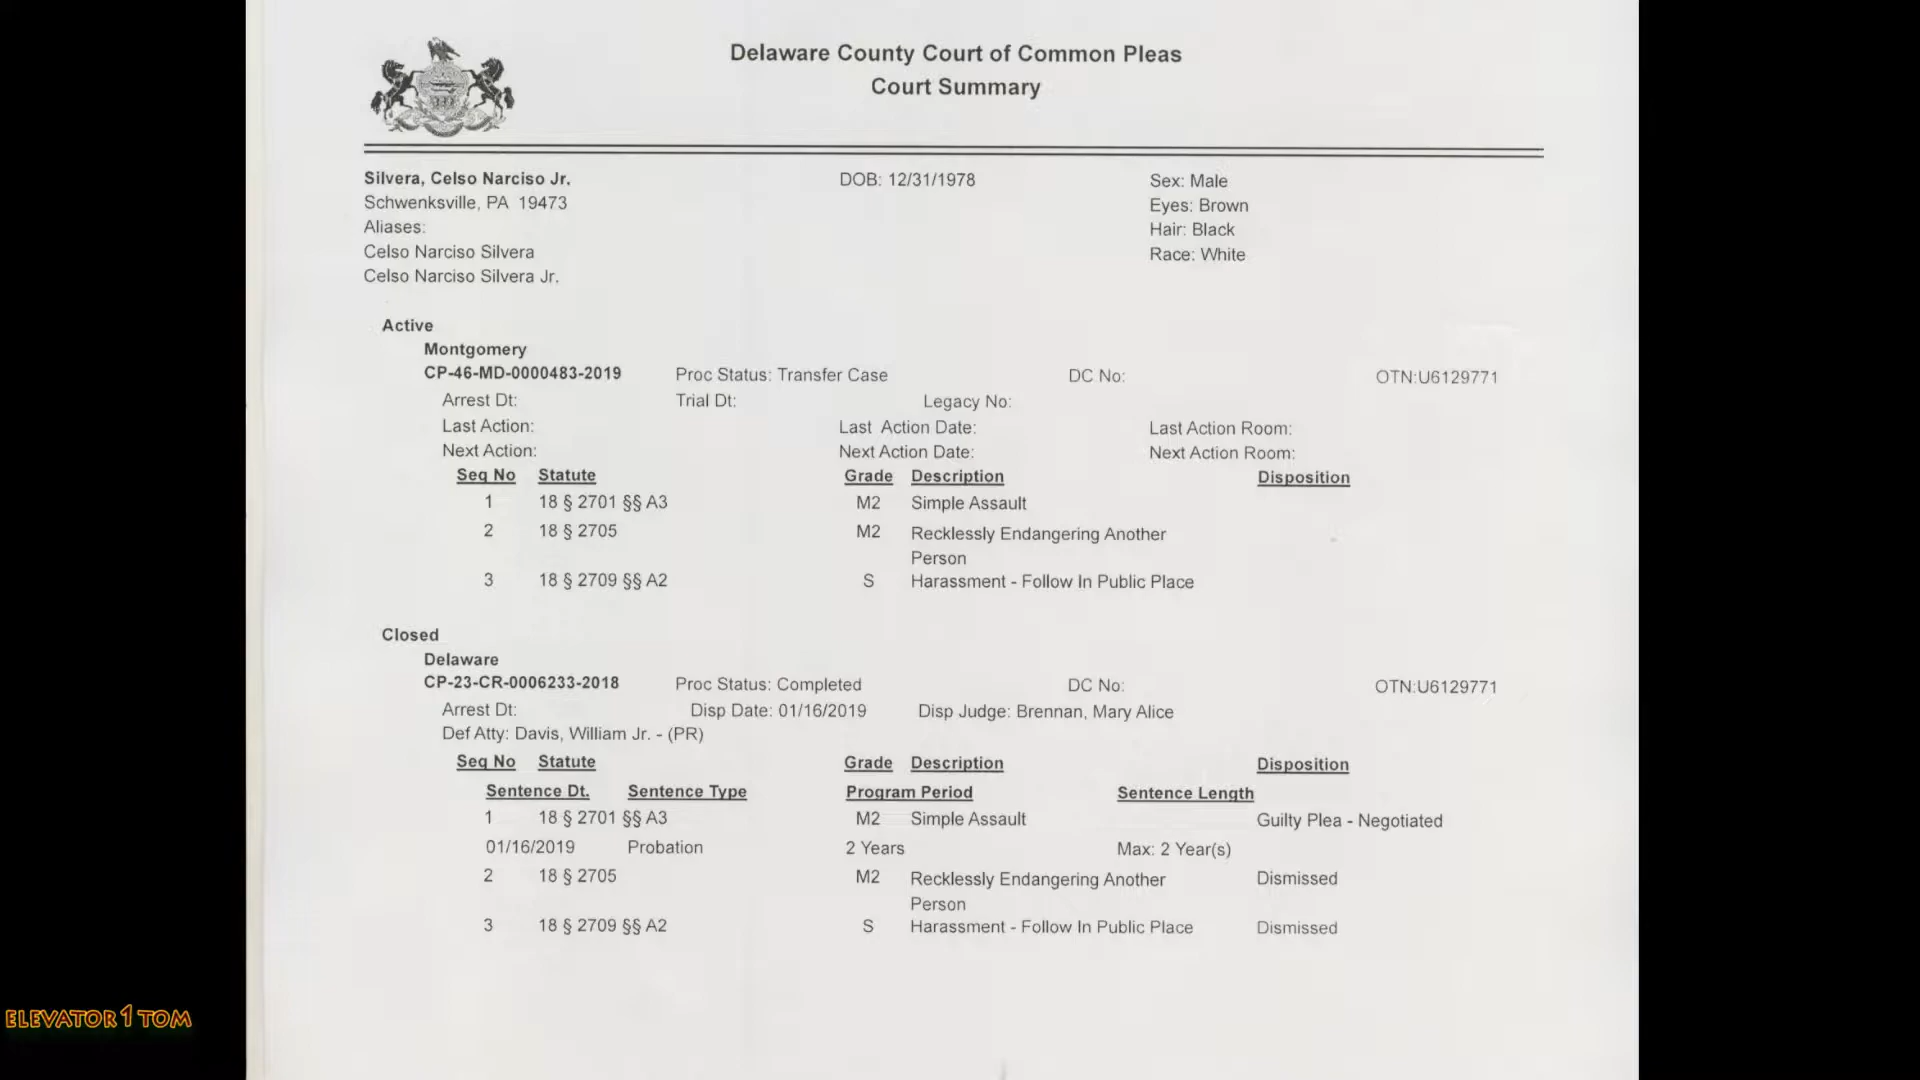 Delaware County Court of Common Pleas
Court Summary
Silvera, Celso Narciso Jr. DOB: 12/31/1978 Sex: Male
Schwenksville, PA 19473 Eyes: Brown
Aliases: Hair: Black
Celso Narciso Silvera Race: White
Celso Narciso Silvera Jr.
Active
Montgomery
CP-46-MD-0000483-2019 Proc Status: Transfer Case DC No: OTN:U6129771
Arrest Dt: Trial Dt: Legacy No:
Last Action: Last Action Date: Last Action Room:
Next Action: Next Action Date: Next Action Room:
Seq No Statute Grade Description Disposition
1 18 § 2701 §§ A3 M2 Simple Assault
2 18 § 2705 M2 Recklessly Endangering Another
Person
3 18 § 2709 §§ A2 S Harassment - Follow In Public Place
Closed
Delaware
CP-23-CR-0006233-2018 Proc Status: Completed DC No: OTN:U6129771
Arrest Dt: Disp Date: 01/16/2019 Disp Judge: Brennan, Mary Alice
Def Atty: Davis, William Jr. - (PR)
Seq No Statute Grade Description Disposition
Sentence Dt. Sentence Type Program Period Sentence Length
1 18 § 2701 §§ A3 M2 Simple Assault Guilty Plea - Negotiated
01/16/2019 Probation 2 Years Max: 2 Year(s)
2 18 § 2705 M2 Recklessly Endangering Another Dismissed
Person
3 18 § 2709 §§ A2 S Harassment - Follow In Public Place Dismissed
ELEVATOR1TOM